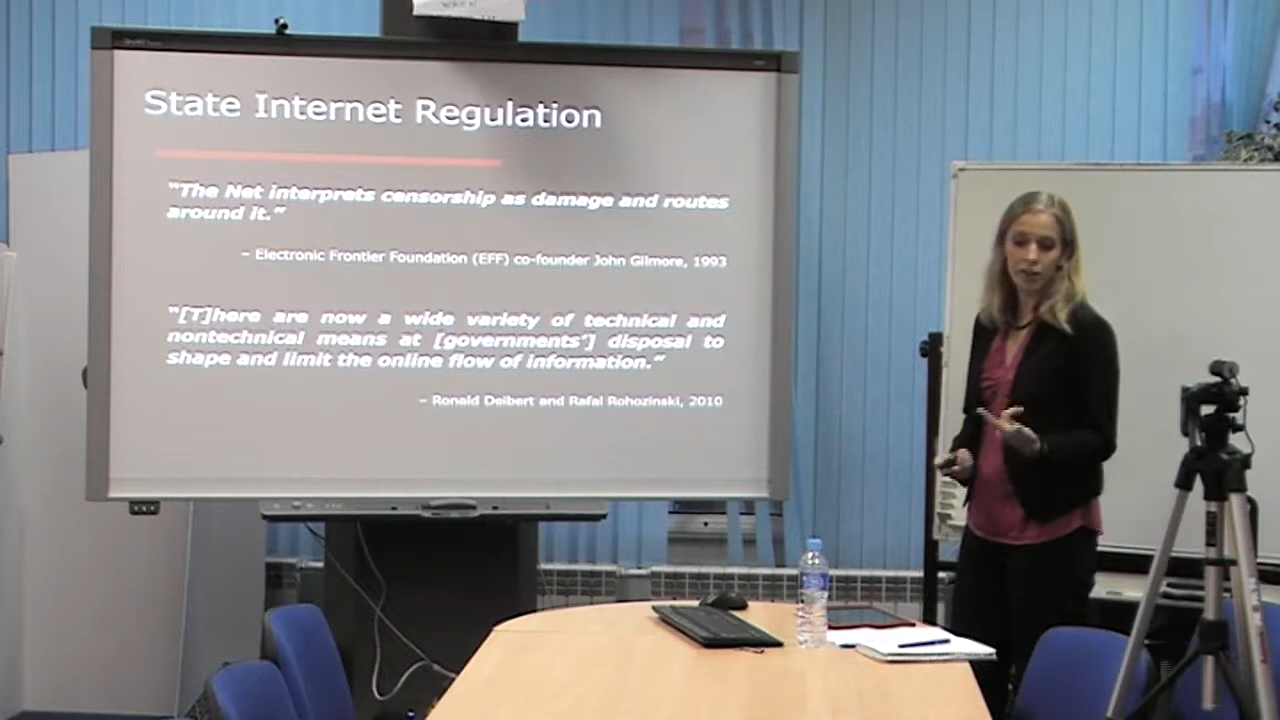 State Internet Regulation
"The Net interprets censorship as damage and routes
around it."
– Electronic Frontier Foundation (EFF) co-founder John Gilmore, 1993
"[T]here are now a wide variety of technical and
nontechnical means at [governments'] disposal to
shape and limit the online flow of information."
– Ronald Deibert and Rafal Rohozinski, 2010